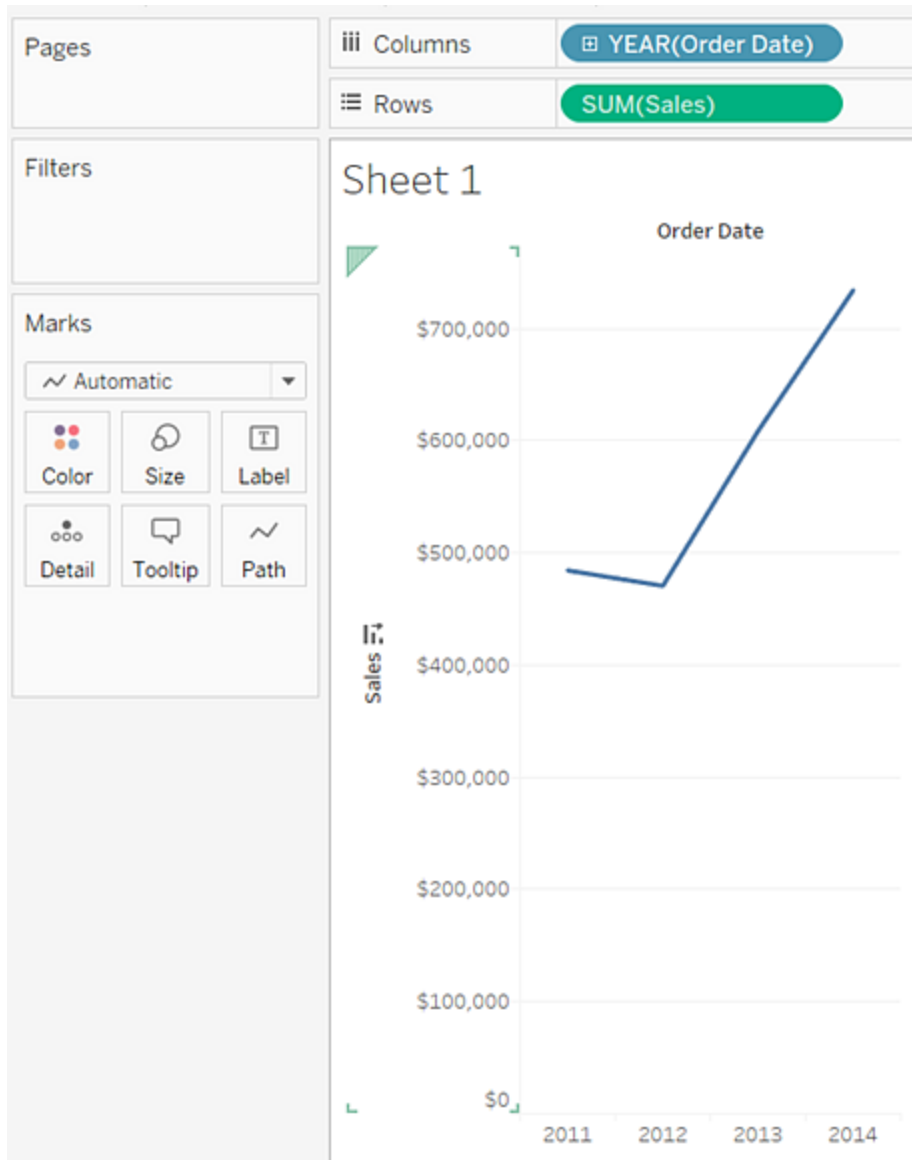 Pages
Columns
YEAR(Order Date)
Rows
SUM(Sales)
Filters
Marks
Automatic
Color
Size
T
Label
Detail
Tooltip
Path
Sheet 1
Order Date
Sales
$700,000
$600,000
$500,000
$400,000
$300,000
$200,000
$100,000
$0
2011
2012
2013
2014